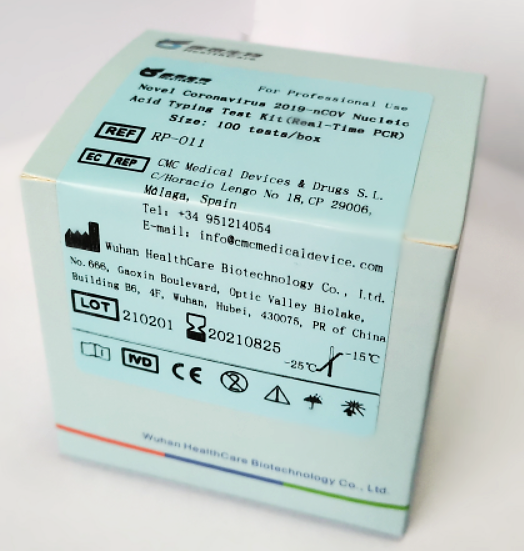 For Professional Use
Novel Coronavirus 2019-nCOV Nucleic
Acid Typing Test Kit(Real-Time PCR)
Size: 100 tests/box
REF RP-011
EC REP CMC Medical Devices & Drugs S.L.
C/Horacio Lengo No 18, CP 29006,
Málaga, Spain
Tel: +34 951214054
E-mail: info@cmcmedicaldevice.com
Wuhan HealthCare Biotechnology Co., Ltd.
No.666, Gaoxin Boulevard, Optic Valley Biolake,
Building B6, 4F, Wuhan, Hubei, 430075, PR of China
LOT 210201 20210825 -25℃ -15℃
IVD CE 2
Wuhan HealthCare Biotechnology Co., Ltd.